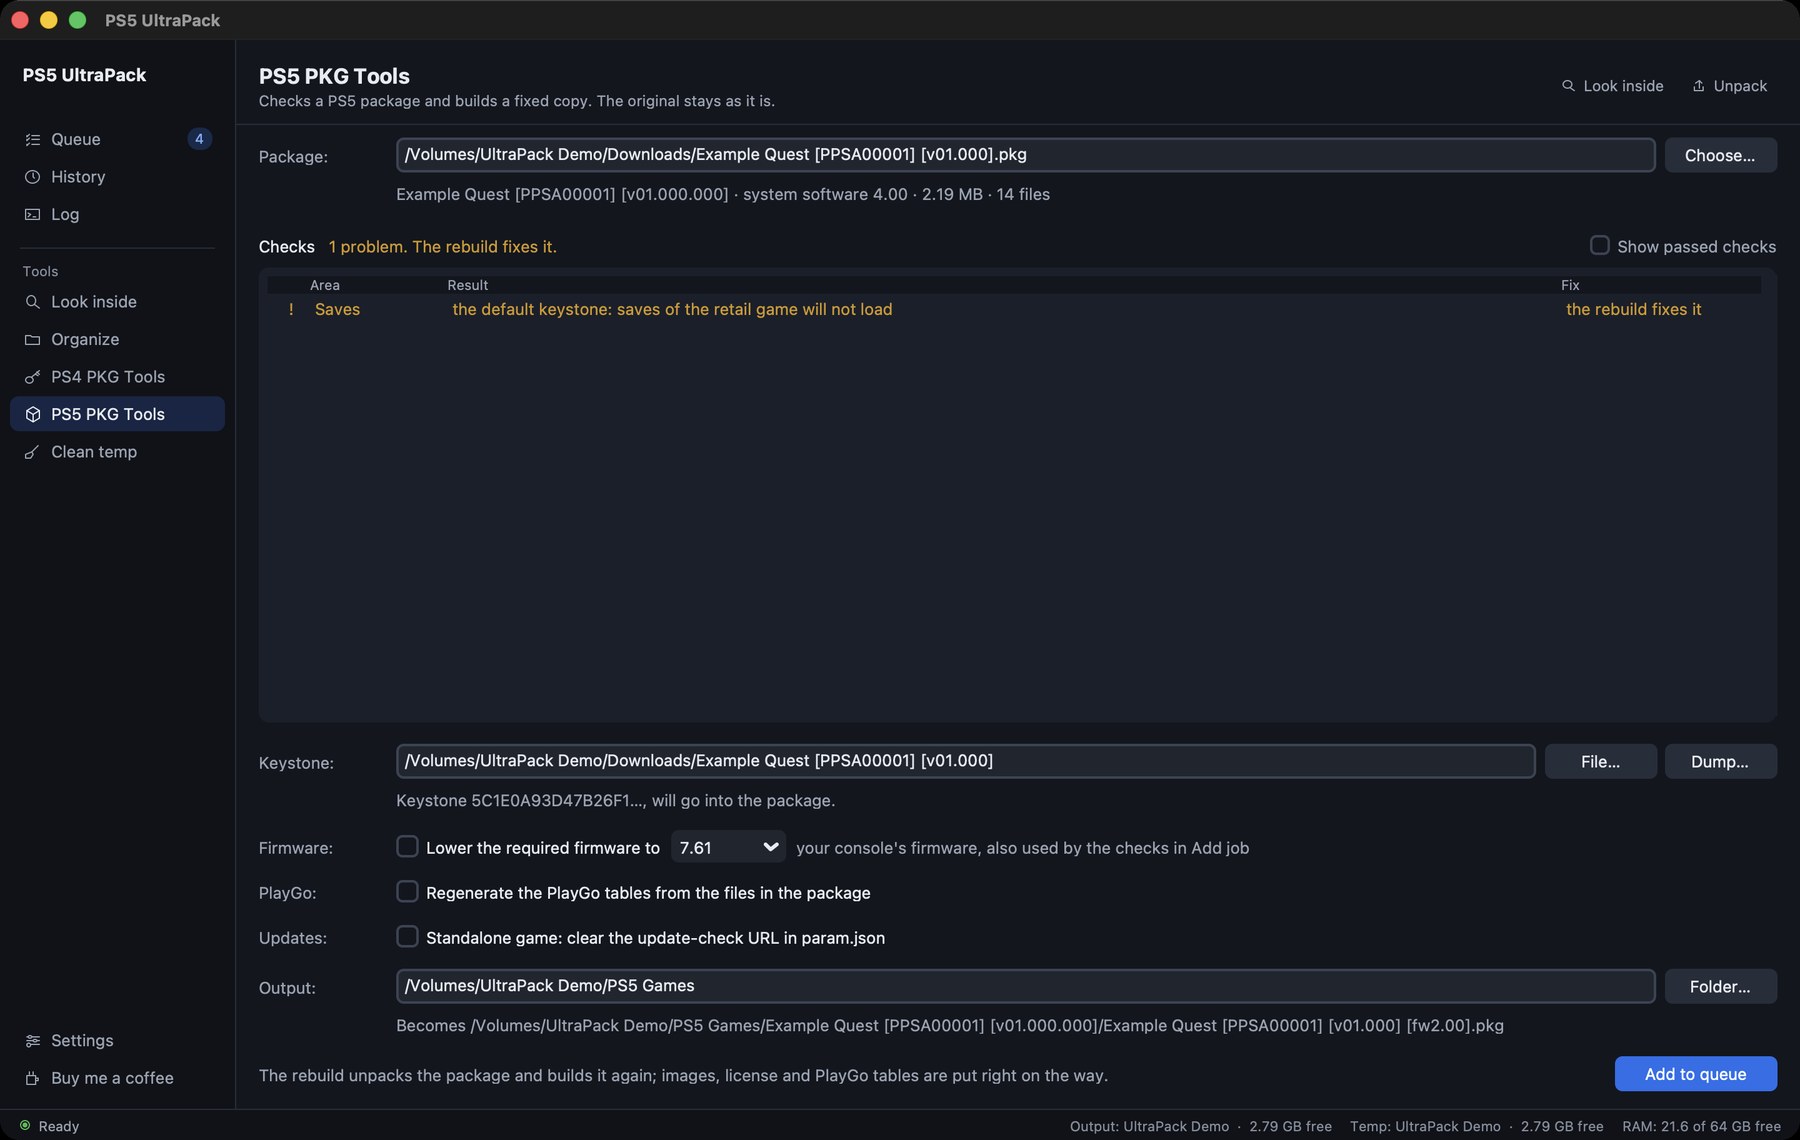 PS5 UltraPack
PS5 UltraPack
Queue 4
History
Log
Tools
Look inside
Organize
PS4 PKG Tools
PS5 PKG Tools
Clean temp
Settings
Buy me a coffee
PS5 PKG Tools
Checks a PS5 package and builds a fixed copy. The original stays as it is.
Look inside Unpack
Package: /Volumes/UltraPack Demo/Downloads/Example Quest [PPSA00001] [v01.000].pkg Choose...
Example Quest [PPSA00001] [v01.000.000] · system software 4.00 · 2.19 MB · 14 files
Checks 1 problem. The rebuild fixes it. Show passed checks
Area Result Fix
! Saves the default keystone: saves of the retail game will not load the rebuild fixes it
Keystone: /Volumes/UltraPack Demo/Downloads/Example Quest [PPSA00001] [v01.000] File... Dump...
Keystone 5C1E0A93D47B26F1..., will go into the package.
Firmware: Lower the required firmware to 7.61 your console's firmware, also used by the checks in Add job
PlayGo: Regenerate the PlayGo tables from the files in the package
Updates: Standalone game: clear the update-check URL in param.json
Output: /Volumes/UltraPack Demo/PS5 Games Folder...
Becomes /Volumes/UltraPack Demo/PS5 Games/Example Quest [PPSA00001] [v01.000.000]/Example Quest [PPSA00001] [v01.000] [fw2.00].pkg
The rebuild unpacks the package and builds it again; images, license and PlayGo tables are put right on the way. Add to queue
Ready Output: UltraPack Demo · 2.79 GB free Temp: UltraPack Demo · 2.79 GB free RAM: 21.6 of 64 GB free